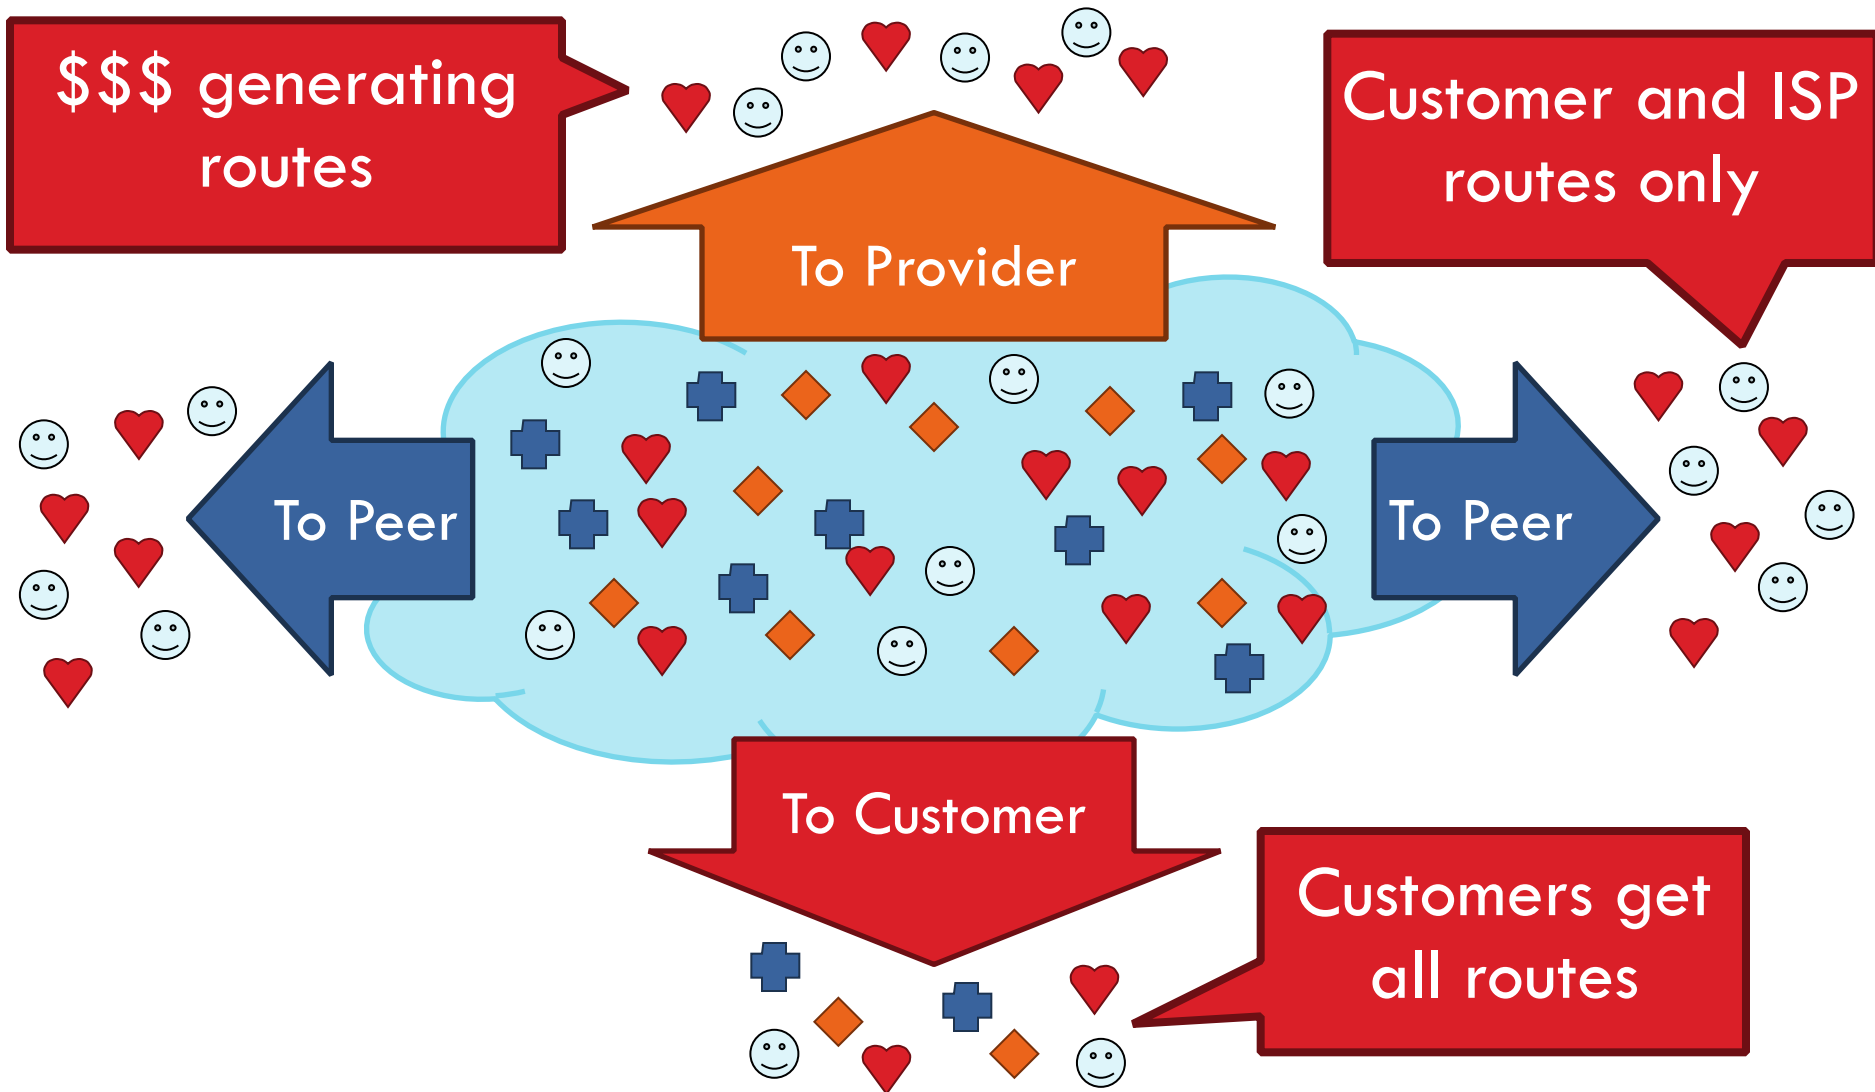 $$$ generating
routes
Customer and ISP
routes only
To Provider
To Peer
To Peer
To Customer
Customers get
all routes